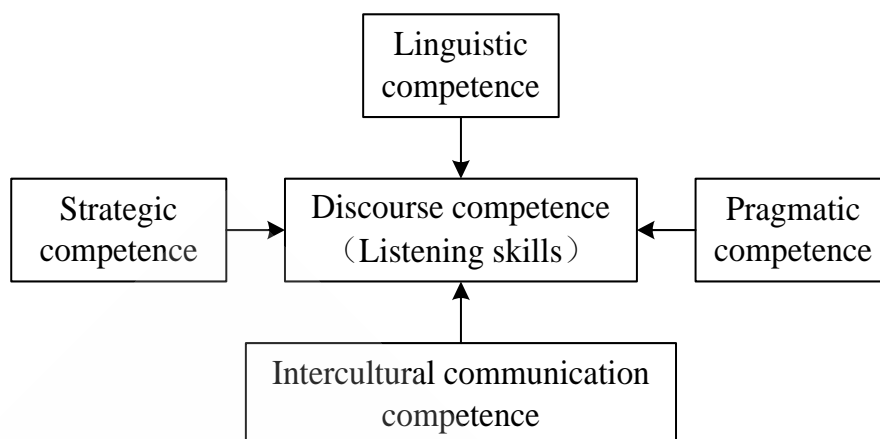 Linguistic
competence
Strategic
competence
Discourse competence
（Listening skills）
Pragmatic
competence
Intercultural communication
competence